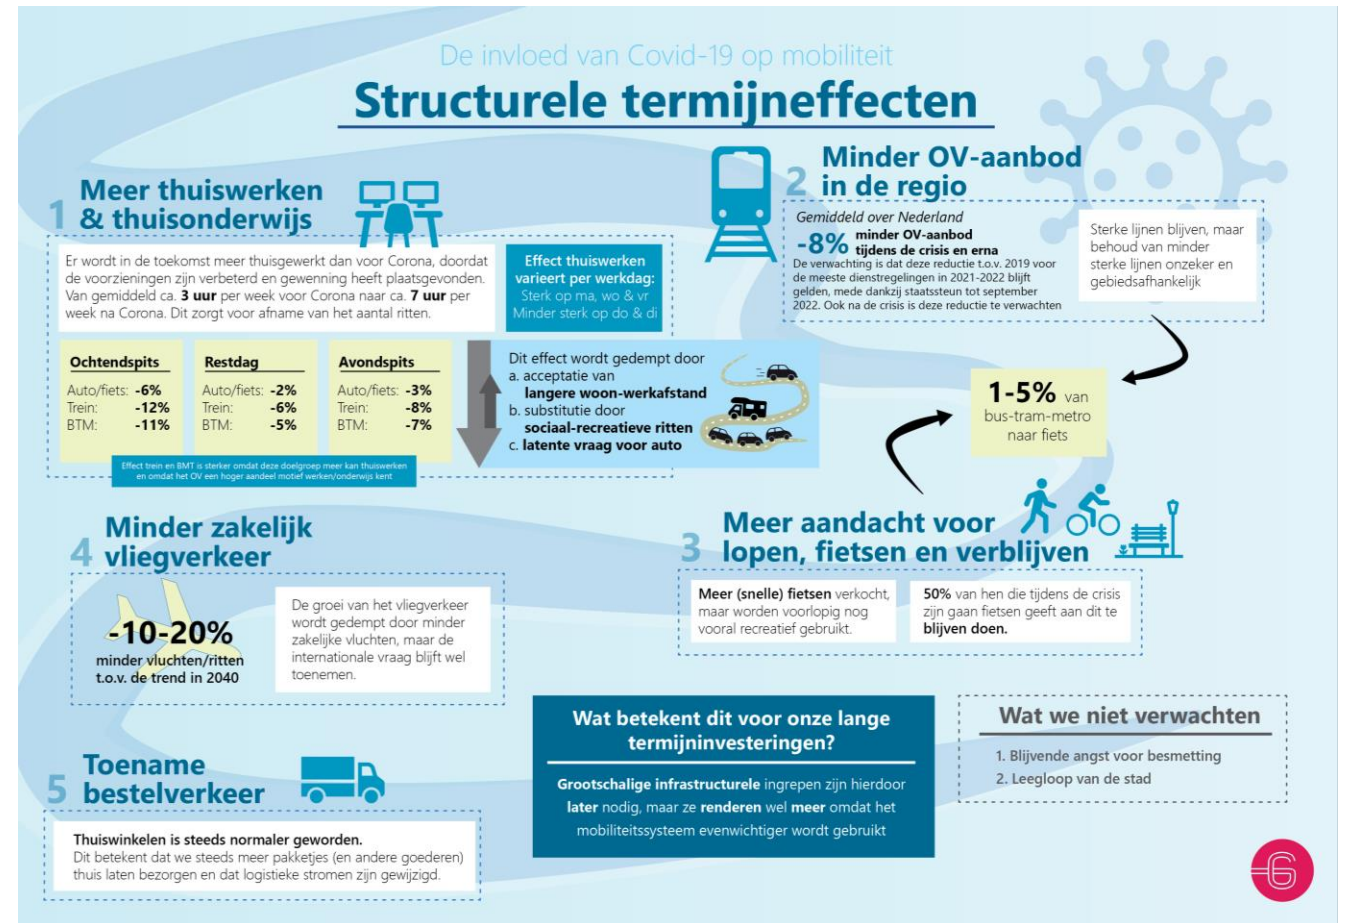 De invloed van Covid-19 op mobiliteit
Structurele termijneffecten
1
Meer thuiswerken
& thuisonderwijs
Er wordt in de toekomst meer thuisgewerkt dan voor Corona, doordat
de voorzieningen zijn verbeterd en gewenning heeft plaatsgevonden.
Van gemiddeld ca. 3 uur per week voor Corona naar ca. 7 uur per
week na Corona. Dit zorgt voor afname van het aantal ritten.
Effect thuiswerken
varieert per werkdag:
Sterk op ma, wo & vr
Minder sterk op do & di
Ochtendspits
Auto/fiets: -6%
Trein: -12%
BTM: -11%
Restdag
Auto/fiets: -2%
Trein: -6%
BTM: -5%
Avondspits
Auto/fiets: -3%
Trein: -8%
BTM: -7%
Effect trein en BMT is sterker omdat deze doelgroep meer kan thuiswerken
en omdat het OV een hoger aandeel motief werken/onderwijs kent
Dit effect wordt gedempt door
a. acceptatie van
langere woon-werkafstand
b. substitutie door
sociaal-recreatieve ritten
c. latente vraag voor auto
2
Minder OV-aanbod
in de regio
Gemiddeld over Nederland
-8% minder OV-aanbod
tijdens de crisis en erna
De verwachting is dat deze reductie t.o.v. 2019 voor
de meeste dienstregelingen in 2021-2022 blijft
gelden, mede dankzij staatssteun tot september
2022. Ook na de crisis is deze reductie te verwachten
Sterke lijnen blijven, maar
behoud van minder
sterke lijnen onzeker en
gebiedsafhankelijk
1-5% van
bus-tram-metro
naar fiets
3
Meer aandacht voor
lopen, fietsen en verblijven
Meer (snelle) fietsen verkocht,
maar worden voorlopig nog
vooral recreatief gebruikt.
50% van hen die tijdens de crisis
zijn gaan fietsen geeft aan dit te
blijven doen.
4
Minder zakelijk
vliegverkeer
-10-20%
minder vluchten/ritten
t.o.v. de trend in 2040
De groei van het vliegverkeer
wordt gedempt door minder
zakelijke vluchten, maar de
internationale vraag blijft wel
toenemen.
5
Toename
bestelverkeer
Thuiswinkelen is steeds normaler geworden.
Dit betekent dat we steeds meer pakketjes (en andere goederen)
thuis laten bezorgen en dat logistieke stromen zijn gewijzigd.
Wat betekent dit voor onze lange
termijninvesteringen?
Grootschalige infrastructurele ingrepen zijn hierdoor
later nodig, maar ze renderen wel meer omdat het
mobiliteitssysteem evenwichtiger wordt gebruikt
Wat we niet verwachten
1. Blijvende angst voor besmetting
2. Leegloop van de stad